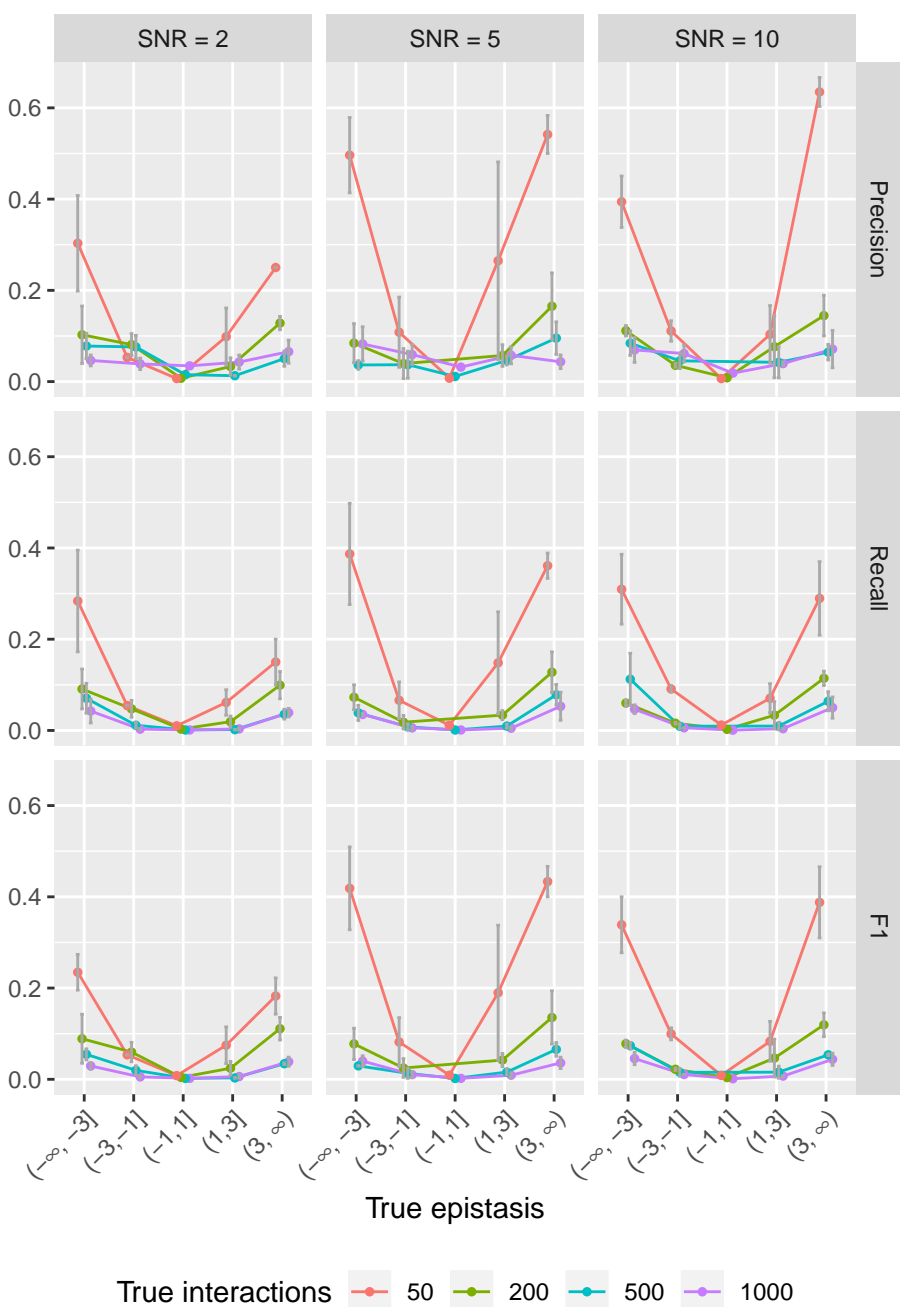 SNR = 2 SNR = 5 SNR = 10
0.6
0.4
0.2
0.0
Precision
0.6
0.4
0.2
0.0
Recall
0.6
0.4
0.2
0.0
F1
(−∞, −3] (−3,−1] (−1,1] (1,3] (3, ∞) (−∞, −3] (−3,−1] (−1,1] (1,3] (3, ∞) (−∞, −3] (−3,−1] (−1,1] (1,3] (3, ∞)
True epistasis
True interactions 50 200 500 1000